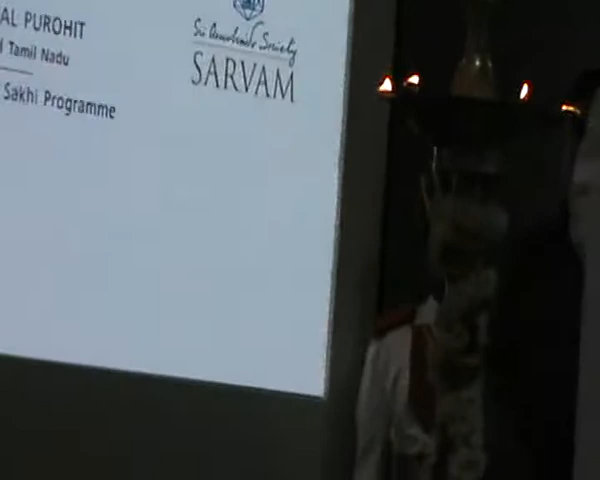 AL PUROHIT
Tamil Nadu
Sakhi Programme
Sri Aurobindo Society
SARVAM